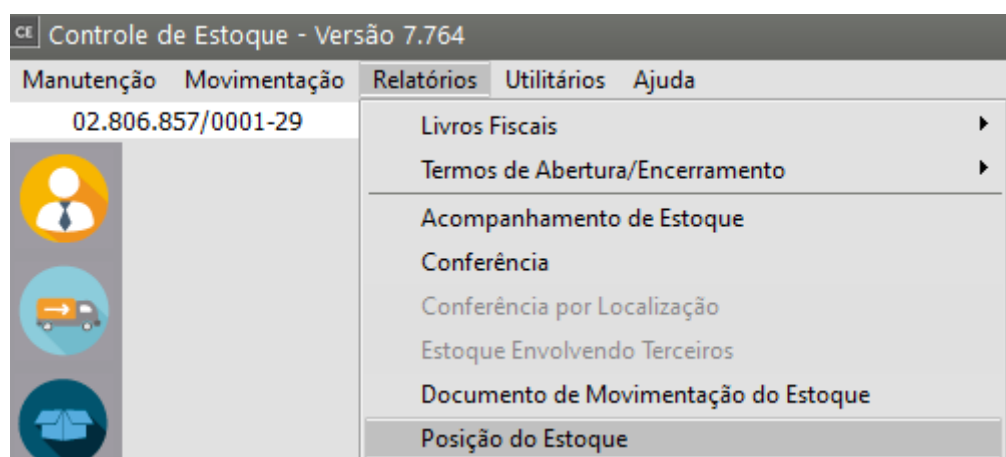 CE Controle de Estoque - Versão 7.764
Manutenção Movimentação Relatórios Utilitários Ajuda
02.806.857/0001-29
Livros Fiscais
Termos de Abertura/Encerramento
Acompanhamento de Estoque
Conferência
Conferência por Localização
Estoque Envolvendo Terceiros
Documento de Movimentação do Estoque
Posição do Estoque